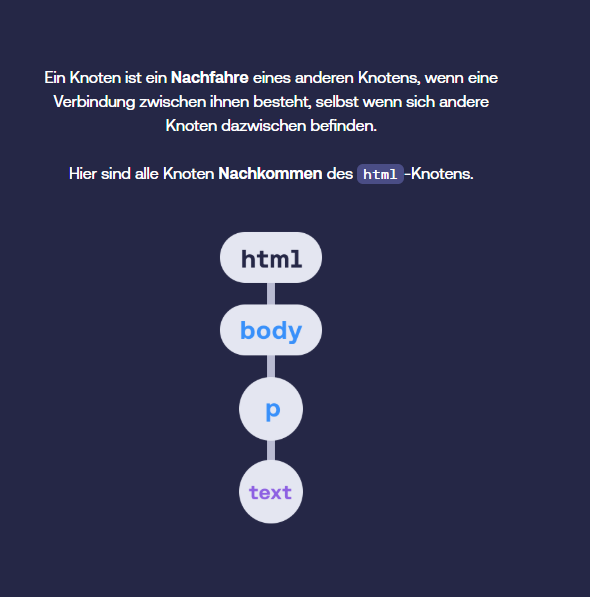 Ein Knoten ist ein Nachfahre eines anderen Knotens, wenn eine
Verbindung zwischen ihnen besteht, selbst wenn sich andere
Knoten dazwischen befinden.
Hier sind alle Knoten Nachkommen des html-Knotens.
html
body
p
text